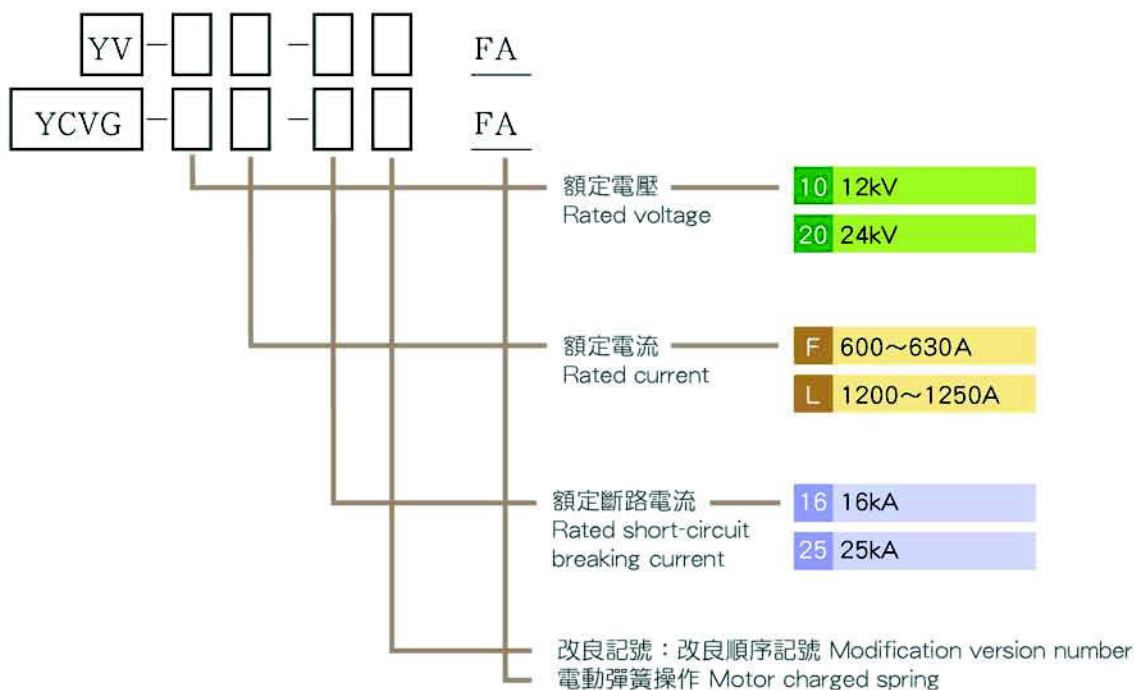 YV - - FA
YCVG - - FA
額定電壓 10 12kV
Rated voltage
20 24kV
額定電流 F 600～630A
Rated current
L 1200～1250A
額定斷路電流 16 16kA
Rated short-circuit
breaking current 25 25kA
改良記號：改良順序記號 Modification version number
電動彈簧操作 Motor charged spring